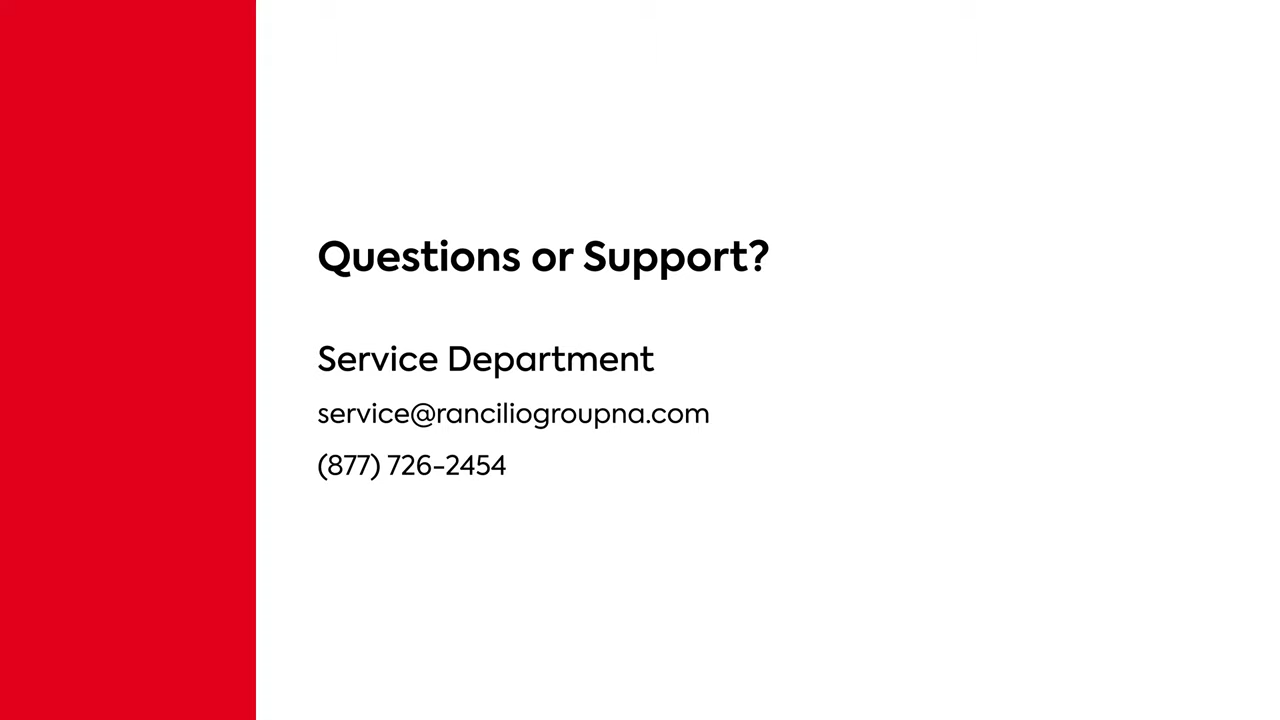 Questions or Support?
Service Department
service@ranciliogroupna.com
(877) 726-2454